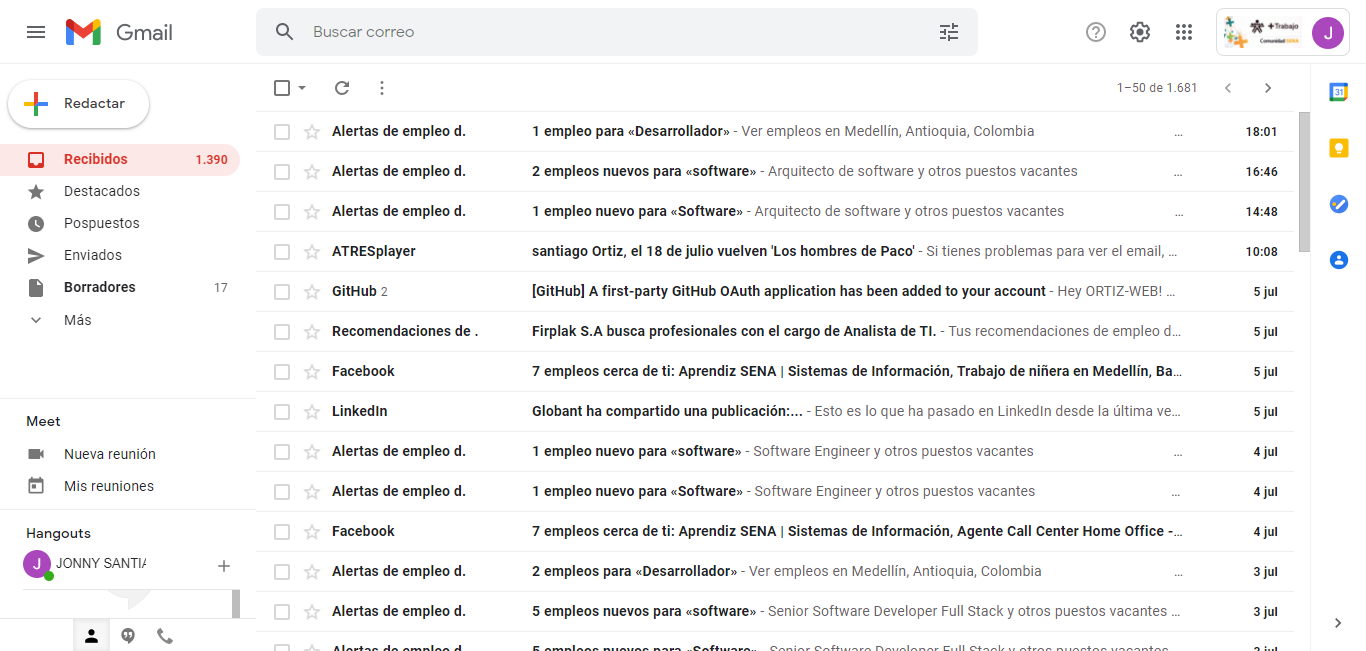 Gmail
Buscar correo
+Trabajo
Comunidad SENA
J
Redactar
1–50 de 1.681
31
Recibidos 1.390
Destacados
Pospuestos
Enviados
Borradores 17
Más
Meet
Nueva reunión
Mis reuniones
Hangouts
J JONNY SANTIA
Alertas de empleo d. 1 empleo para «Desarrollador» - Ver empleos en Medellín, Antioquia, Colombia ... 18:01
Alertas de empleo d. 2 empleos nuevos para «software» - Arquitecto de software y otros puestos vacantes ... 16:46
Alertas de empleo d. 1 empleo nuevo para «Software» - Arquitecto de software y otros puestos vacantes ... 14:48
ATRESplayer santiago Ortiz, el 18 de julio vuelven 'Los hombres de Paco' - Si tienes problemas para ver el email, ... 10:08
GitHub 2 [GitHub] A first-party GitHub OAuth application has been added to your account - Hey ORTIZ-WEB! ... 5 jul
Recomendaciones de . Firplak S.A busca profesionales con el cargo de Analista de TI. - Tus recomendaciones de empleo d... 5 jul
Facebook 7 empleos cerca de ti: Aprendiz SENA | Sistemas de Información, Trabajo de niñera en Medellín, Ba... 5 jul
LinkedIn Globant ha compartido una publicación:... - Esto es lo que ha pasado en LinkedIn desde la última ve... 5 jul
Alertas de empleo d. 1 empleo nuevo para «software» - Software Engineer y otros puestos vacantes ... 4 jul
Alertas de empleo d. 1 empleo nuevo para «Software» - Software Engineer y otros puestos vacantes ... 4 jul
Facebook 7 empleos cerca de ti: Aprendiz SENA | Sistemas de Información, Agente Call Center Home Office -... 4 jul
Alertas de empleo d. 2 empleos para «Desarrollador» - Ver empleos en Medellín, Antioquia, Colombia ... 3 jul
Alertas de empleo d. 5 empleos nuevos para «software» - Senior Software Developer Full Stack y otros puestos vacantes ... 3 jul
Alertas de empleo d. 5 empleos nuevos para «Software» - Senior Software Developer Full Stack y otros puestos vacantes ...